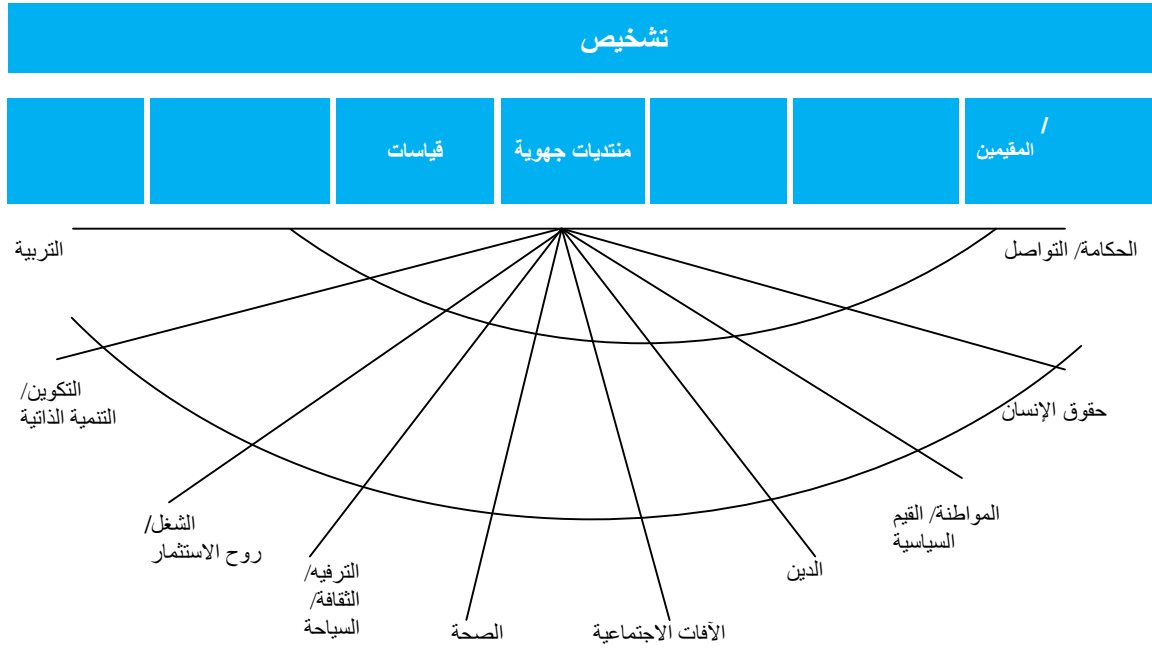 تشخيص
/
المقيمين
منتديات جهوية
قياسات
الحكامة/ التواصل
التربية
حقوق الإنسان
التكوين/
التنمية الذاتية
المواطنة/ القيم
السياسية
الشغل/
روح الاستثمار
الدين
الترفيه/
الثقافة/
السياحة
الآفات الاجتماعية
الصحة